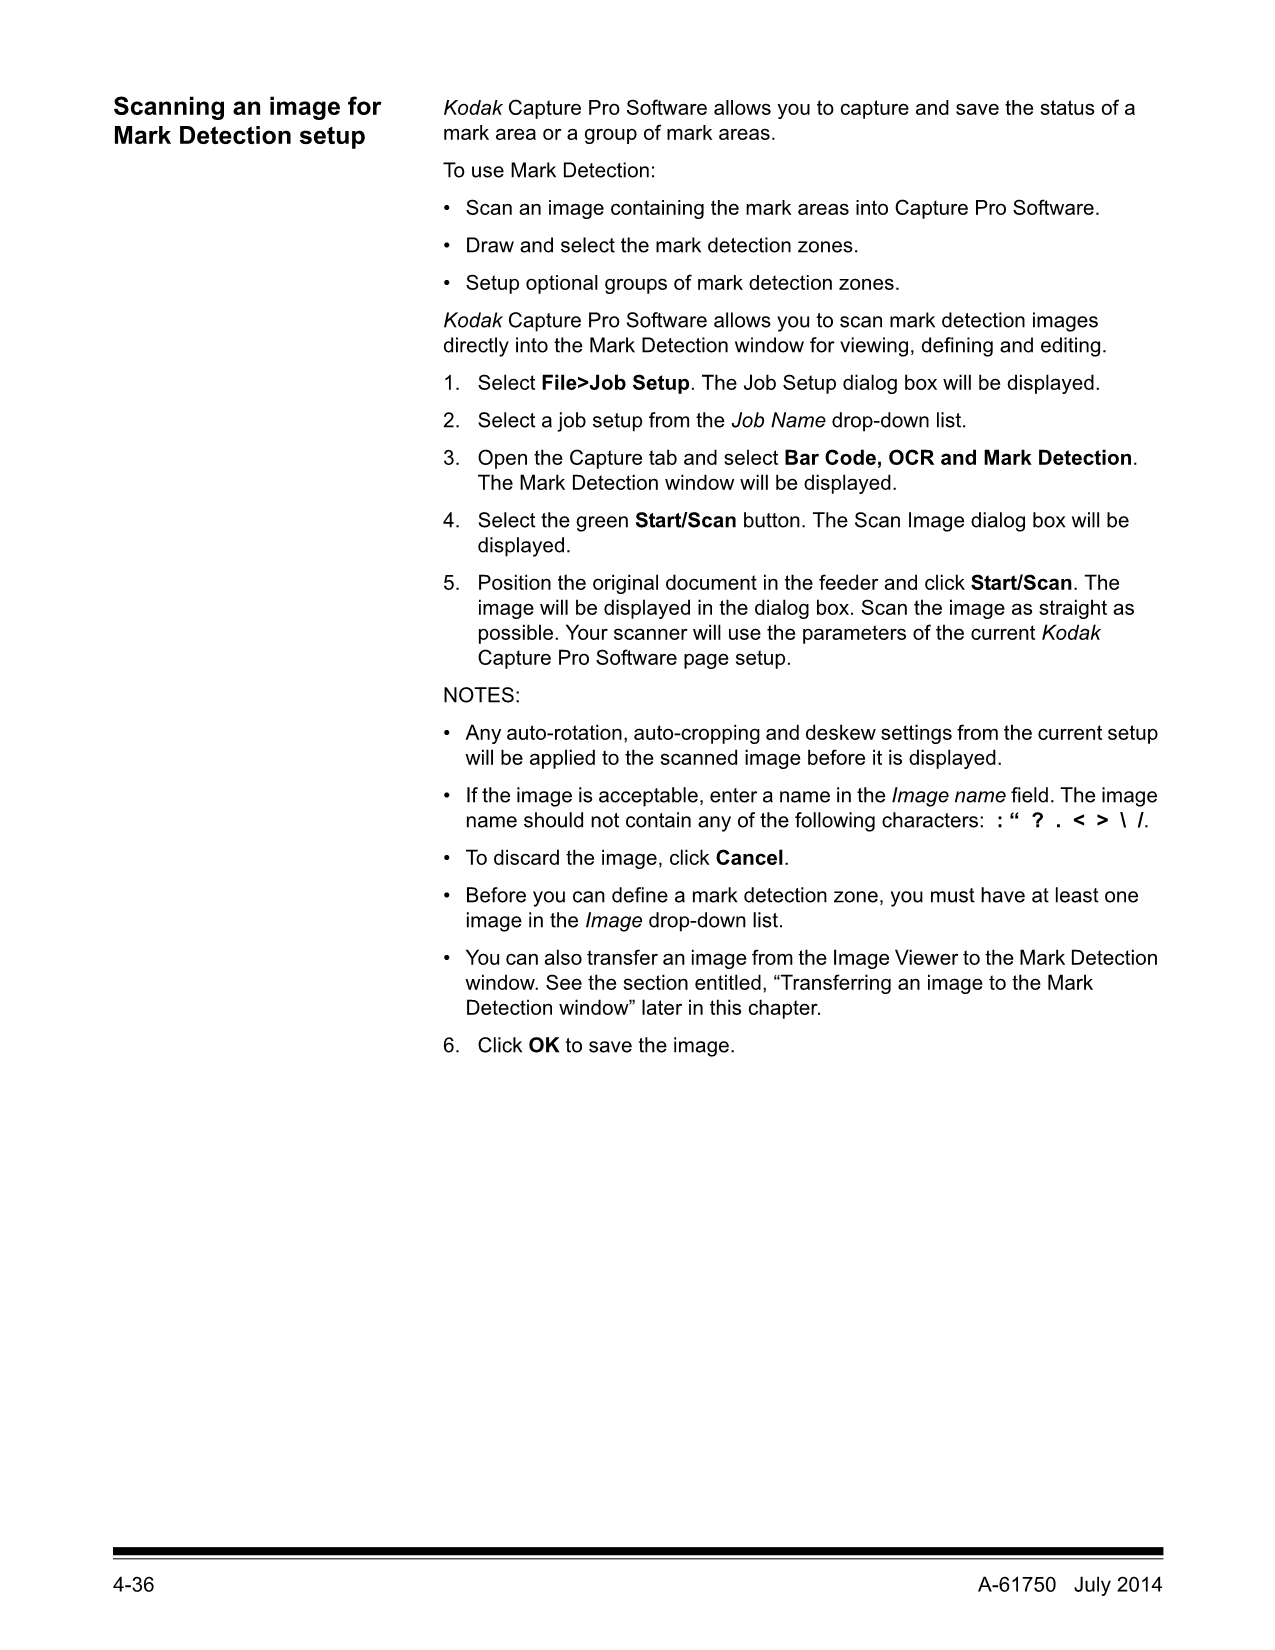 Scanning an image for
Mark Detection setup
Kodak Capture Pro Software allows you to capture and save the status of a
mark area or a group of mark areas.
To use Mark Detection:
• Scan an image containing the mark areas into Capture Pro Software.
• Draw and select the mark detection zones.
• Setup optional groups of mark detection zones.
Kodak Capture Pro Software allows you to scan mark detection images
directly into the Mark Detection window for viewing, defining and editing.
1. Select File>Job Setup. The Job Setup dialog box will be displayed.
2. Select a job setup from the Job Name drop-down list.
3. Open the Capture tab and select Bar Code, OCR and Mark Detection.
The Mark Detection window will be displayed.
4. Select the green Start/Scan button. The Scan Image dialog box will be
displayed.
5. Position the original document in the feeder and click Start/Scan. The
image will be displayed in the dialog box. Scan the image as straight as
possible. Your scanner will use the parameters of the current Kodak
Capture Pro Software page setup.
NOTES:
• Any auto-rotation, auto-cropping and deskew settings from the current setup
will be applied to the scanned image before it is displayed.
• If the image is acceptable, enter a name in the Image name field. The image
name should not contain any of the following characters: : “ ? . < > \ /.
• To discard the image, click Cancel.
• Before you can define a mark detection zone, you must have at least one
image in the Image drop-down list.
• You can also transfer an image from the Image Viewer to the Mark Detection
window. See the section entitled, “Transferring an image to the Mark
Detection window” later in this chapter.
6. Click OK to save the image.
4-36
A-61750 July 2014